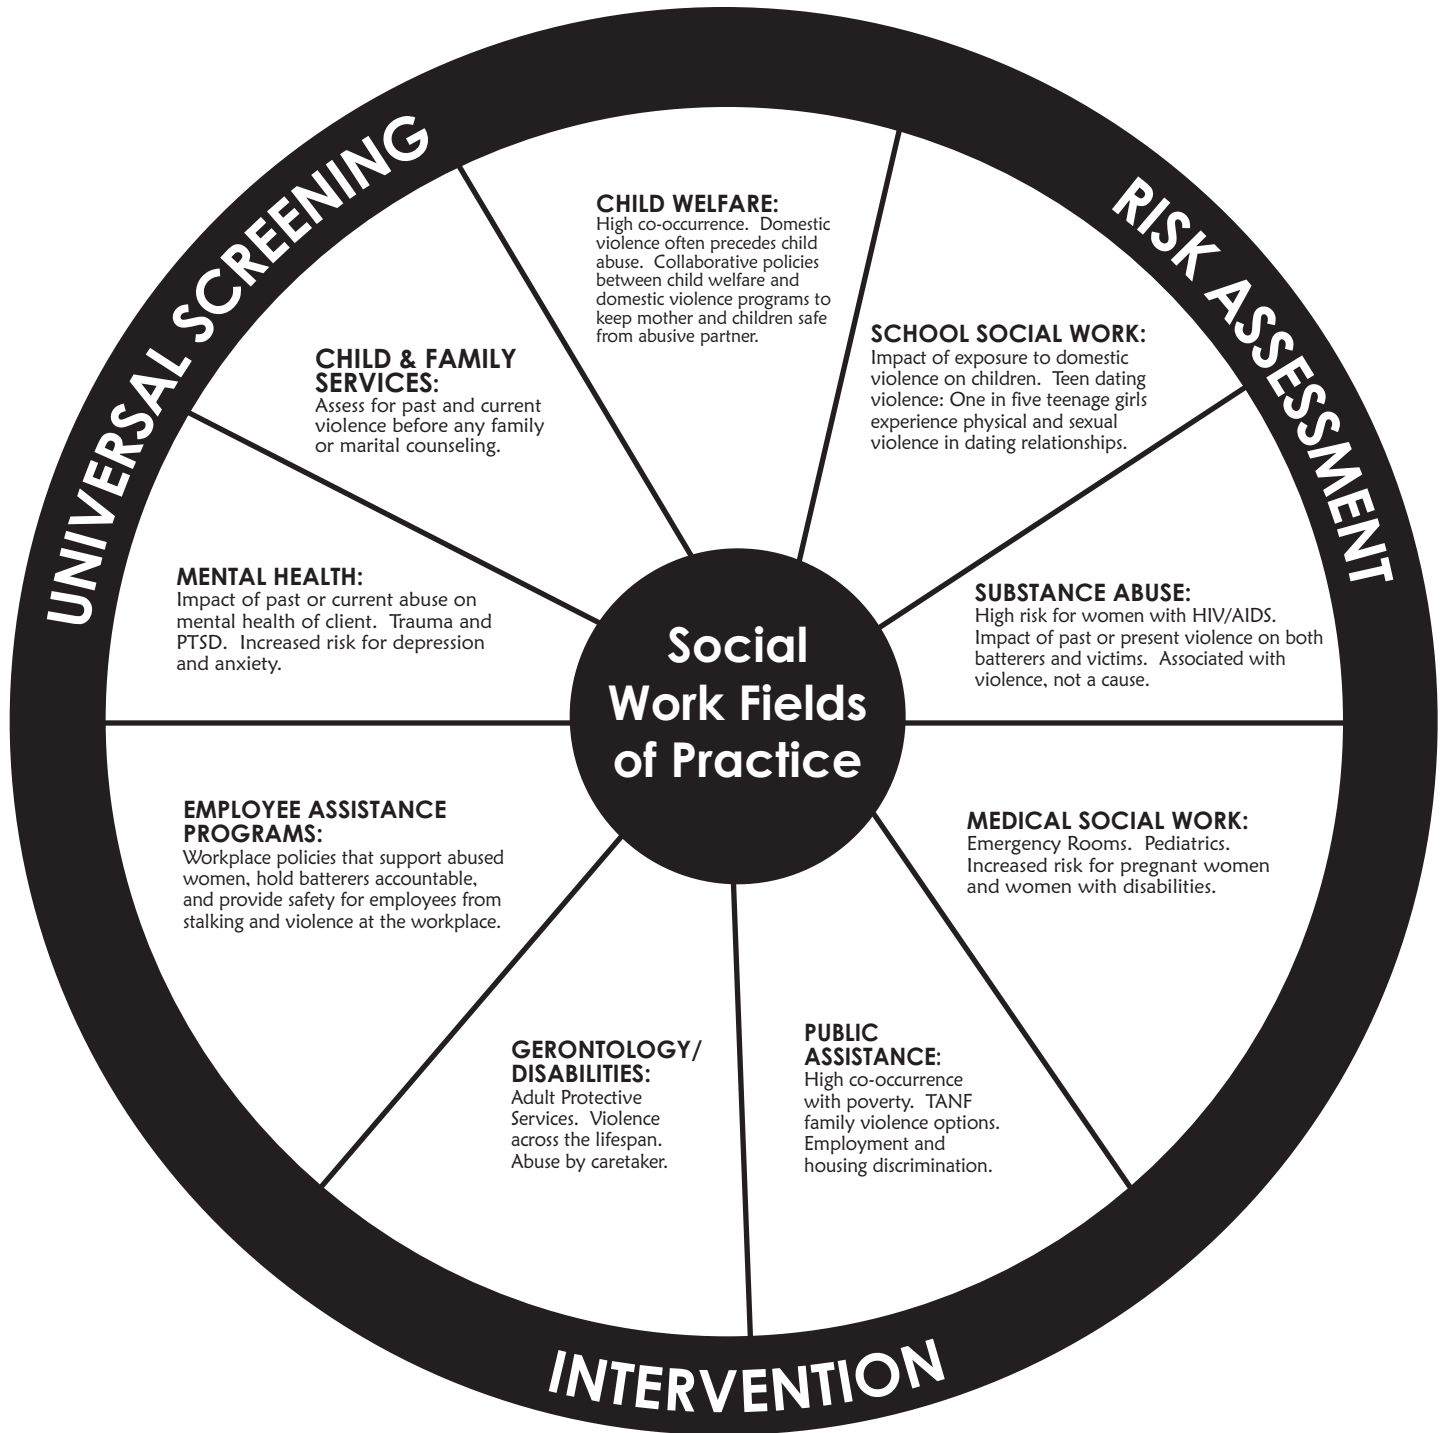 UNIVERSAL SCREENING
RISK ASSESSMENT
INTERVENTION
Social
Work Fields
of Practice
CHILD WELFARE:
High co-occurrence.  Domestic
violence often precedes child
abuse.  Collaborative policies
between child welfare and
domestic violence programs to
keep mother and children safe
from abusive partner.
SCHOOL SOCIAL WORK:
Impact of exposure to domestic
violence on children.  Teen dating
violence: One in five teenage girls
experience physical and sexual
violence in dating relationships.
SUBSTANCE ABUSE:
High risk for women with HIV/AIDS.
Impact of past or present violence on both
batterers and victims.  Associated with
violence, not a cause.
MEDICAL SOCIAL WORK:
Emergency Rooms.  Pediatrics.
Increased risk for pregnant women
and women with disabilities.
PUBLIC
ASSISTANCE:
High co-occurrence
with poverty.  TANF
family violence options.
Employment and
housing discrimination.
GERONTOLOGY/
DISABILITIES:
Adult Protective
Services.  Violence
across the lifespan.
Abuse by caretaker.
EMPLOYEE ASSISTANCE
PROGRAMS:
Workplace policies that support abused
women, hold batterers accountable,
and provide safety for employees from
stalking and violence at the workplace.
MENTAL HEALTH:
Impact of past or current abuse on
mental health of client.  Trauma and
PTSD.  Increased risk for depression
and anxiety.
CHILD & FAMILY
SERVICES:
Assess for past and current
violence before any family
or marital counseling.